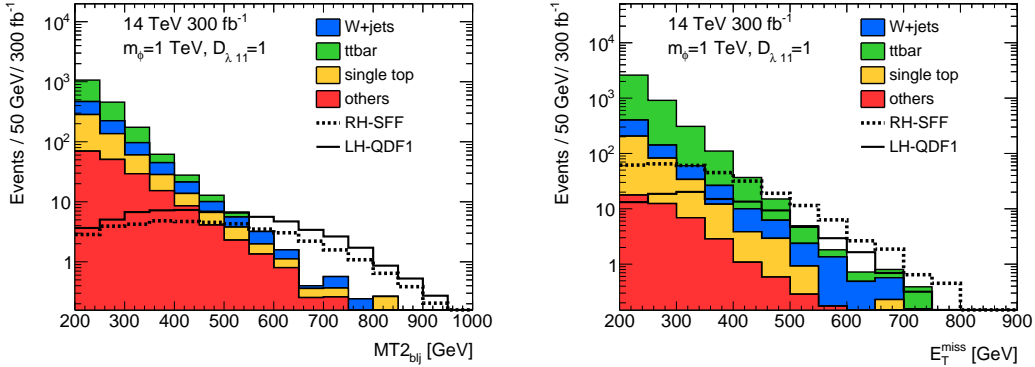 14 TeV 300 fb⁻¹
m_ϕ=1 TeV, D_λ 11=1
W+jets
ttbar
single top
others
RH-SFF
LH-QDF1
Events / 50 GeV/ 300 fb⁻¹
10⁴
10³
10²
10
1
200 300 400 500 600 700 800 900 1000
MT2_blj [GeV]
14 TeV 300 fb⁻¹
m_ϕ=1 TeV, D_λ 11=1
W+jets
ttbar
single top
others
RH-SFF
LH-QDF1
Events / 50 GeV/ 300 fb⁻¹
10⁴
10³
10²
10
1
200 300 400 500 600 700 800 900
E_T^miss [GeV]